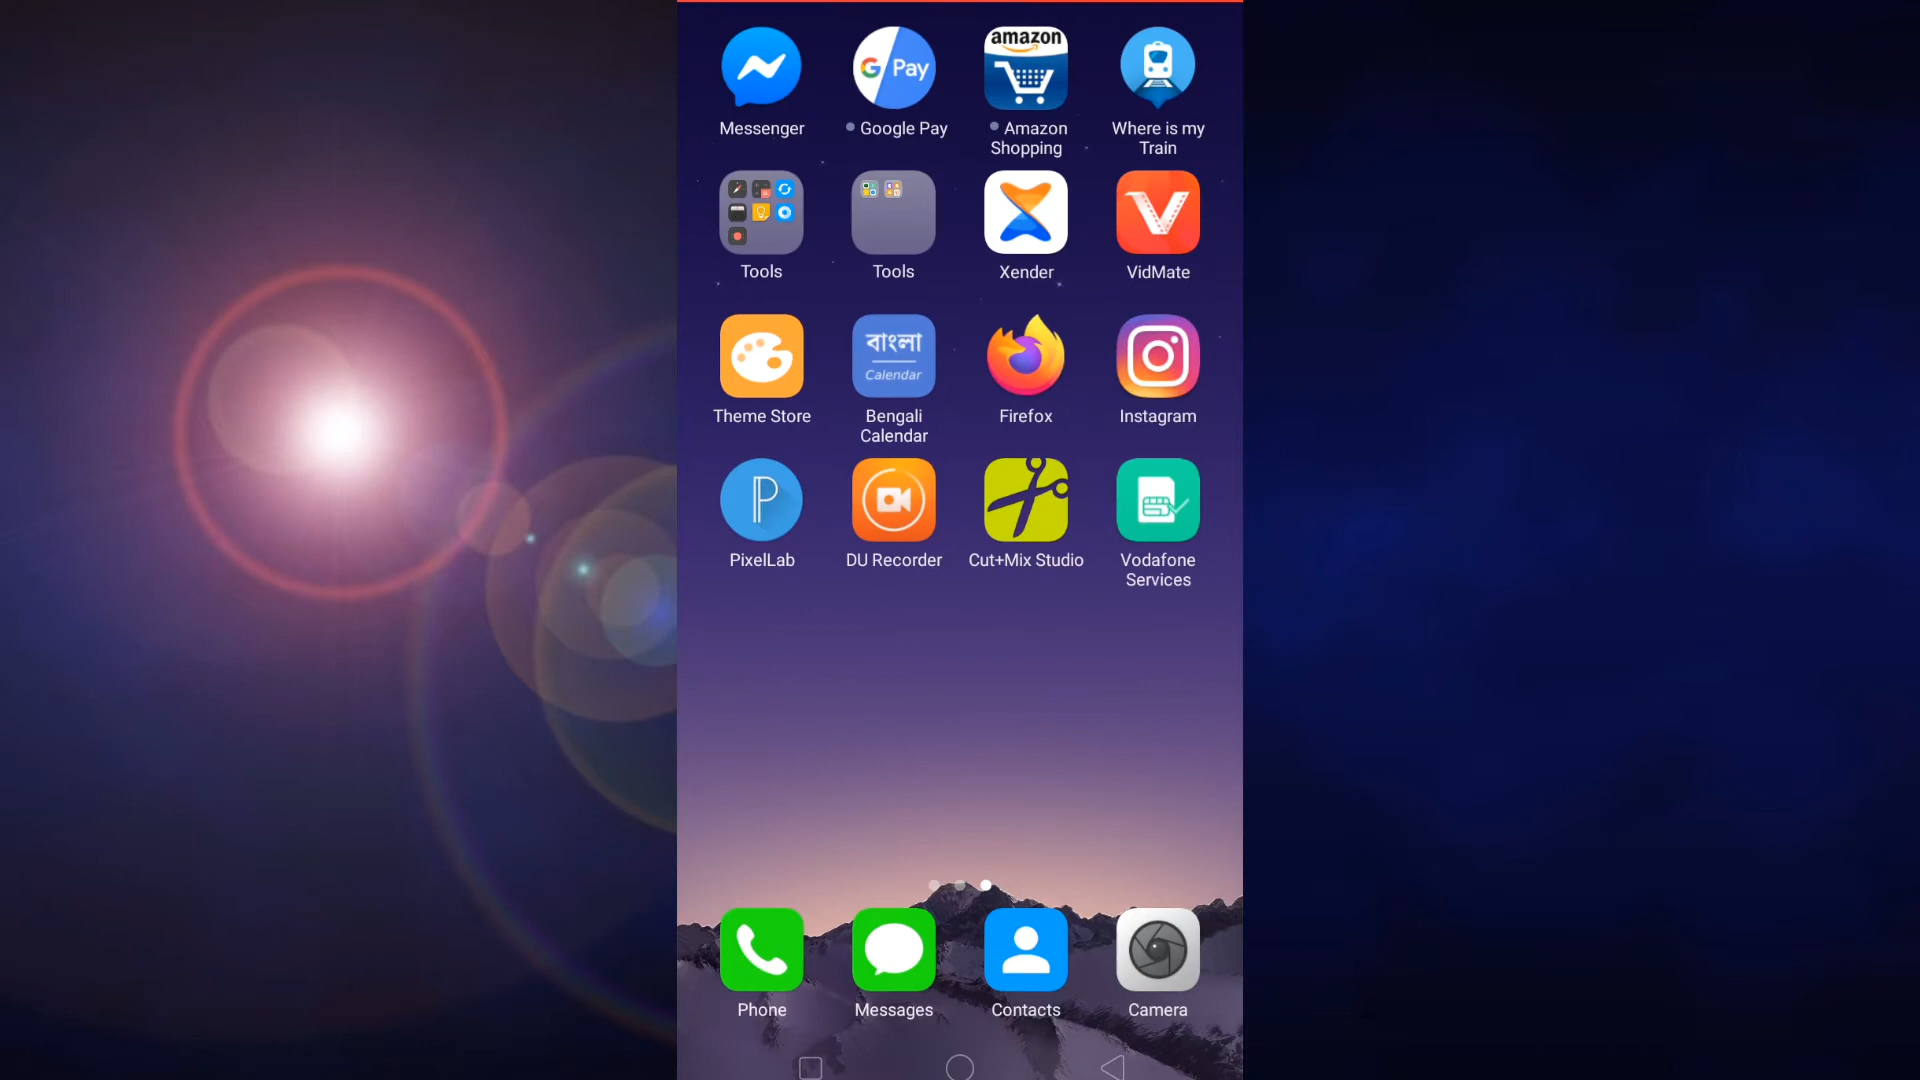 amazon
G Pay
Messenger
Google Pay
Amazon
Shopping
Where is my
Train
Tools
Tools
Xender
VidMate
বাংলা
Calendar
Theme Store
Bengali
Calendar
Firefox
Instagram
P
PixelLab
DU Recorder
Cut+Mix Studio
Vodafone
Services
Phone
Messages
Contacts
Camera